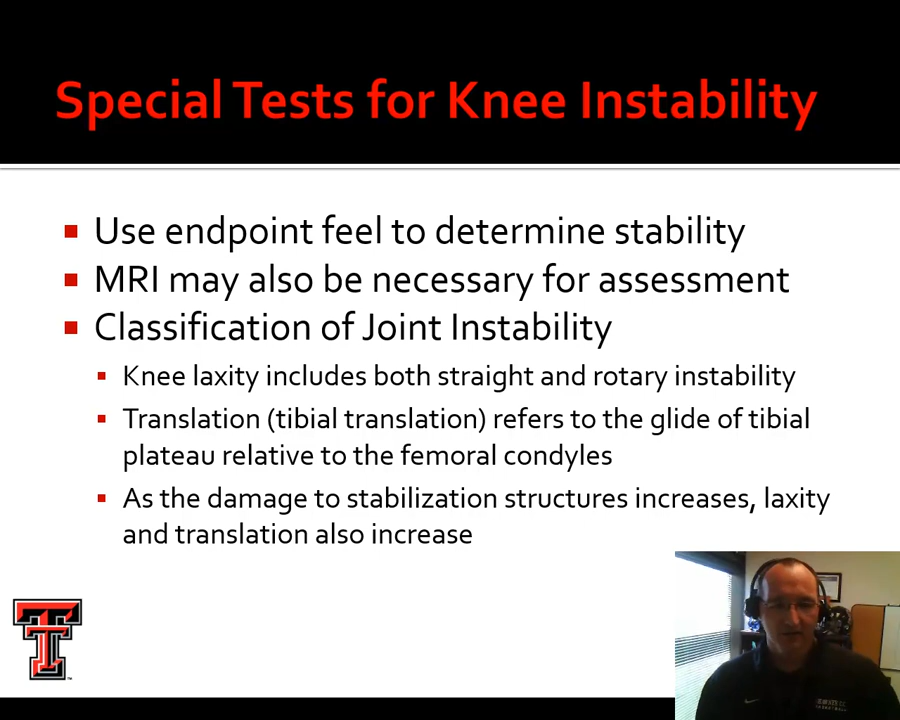 Special Tests for Knee Instability
Use endpoint feel to determine stability
MRI may also be necessary for assessment
Classification of Joint Instability
Knee laxity includes both straight and rotary instability
Translation (tibial translation) refers to the glide of tibial
plateau relative to the femoral condyles
As the damage to stabilization structures increases, laxity
and translation also increase